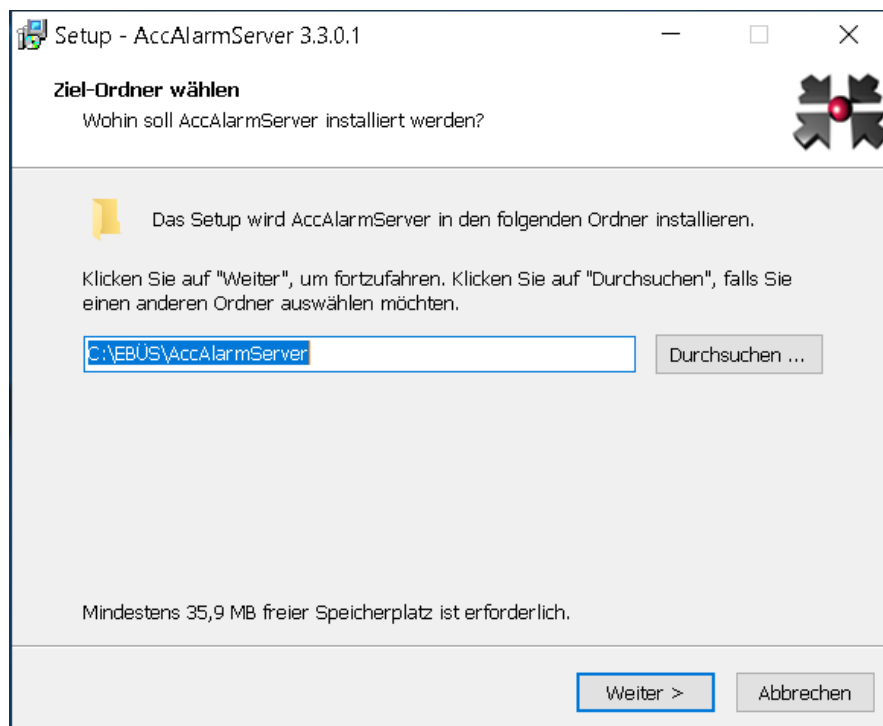 Setup - AccAlarmServer 3.3.0.1
Ziel-Ordner wählen
Wohin soll AccAlarmServer installiert werden?
Das Setup wird AccAlarmServer in den folgenden Ordner installieren.
Klicken Sie auf "Weiter", um fortzufahren. Klicken Sie auf "Durchsuchen", falls Sie
einen anderen Ordner auswählen möchten.
C:\EBÜS\AccAlarmServer
Durchsuchen ...
Mindestens 35,9 MB freier Speicherplatz ist erforderlich.
Weiter >
Abbrechen